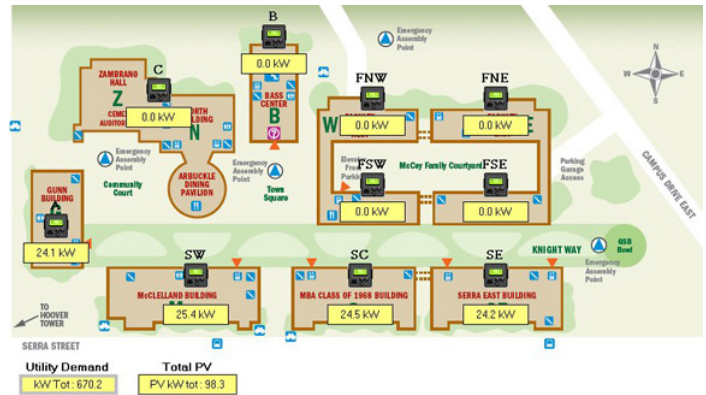 B
Emergency
Assembly
Point
0.0 kW
N
W
E
S
ZAMBRANO
HALL
Z
C
0.0 kW
N
BASS
CENTER
B
FNW
FNE
0.0 kW
0.0 kW
W
E
CAMPUS DRIVE EAST
Emergency
Assembly
Point
Community
Court
ARBUCKLE
DINING
PAVILION
Emergency
Assembly
Point
Town
Square
FSW
McCoy Family Courtyard
FSE
Parking
Garage
Access
0.0 kW
0.0 kW
GUNN
BUILDING
24.1 kW
SW
SC
SE
KNIGHT WAY
GSB
Bowl
Emergency
Assembly
Point
McCLELLAND BUILDING
MBA CLASS OF 1968 BUILDING
SERRA EAST BUILDING
25.4 kW
24.5 kW
24.2 kW
TO
HOOVER
TOWER
SERRA STREET
Utility Demand
Total PV
kW Tot : 670.2
PV kW tot : 98.3